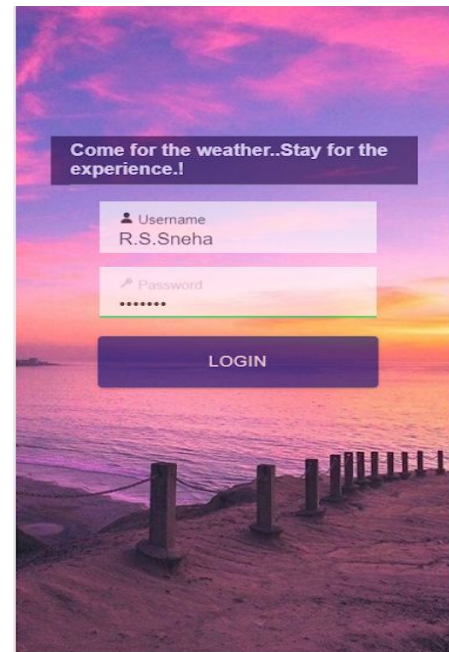 Come for the weather..Stay for the
experience.!
Username
R.S.Sneha
Password
•••••••
LOGIN